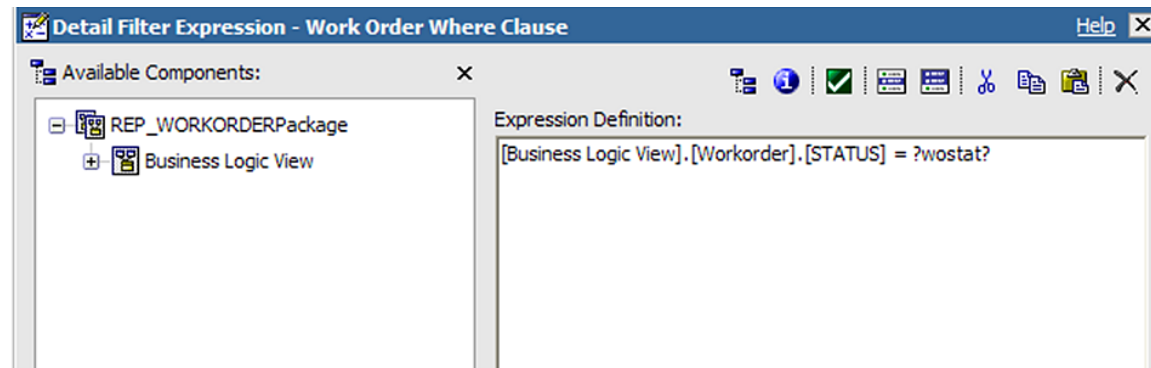 Detail Filter Expression - Work Order Where Clause
Help
Available Components:
Expression Definition:
REP_WORKORDERPackage
Business Logic View
[Business Logic View].[Workorder].[STATUS] = ?wostat?